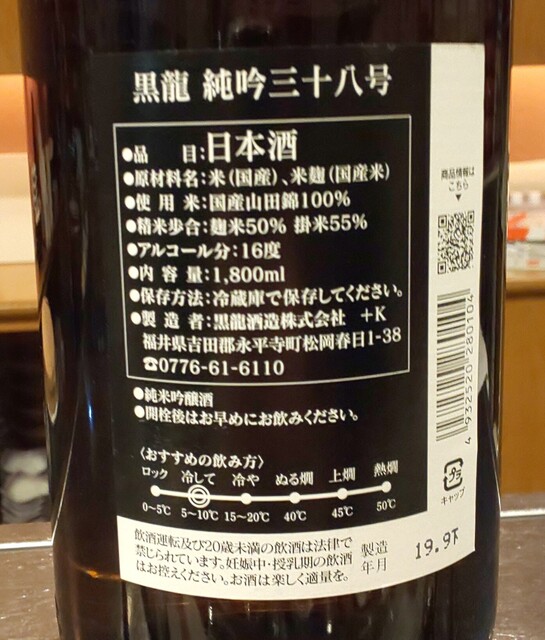 黒龍 純吟三十八号
●品　　目：日本酒
●原材料名：米（国産）、米麹（国産米）
●使 用 米：国産山田錦100％
●精米歩合：麹米50％ 掛米55％
●アルコール分：16度
●内 容 量：1,800ml
●保存方法：冷蔵庫で保存してください。
●製 造 者：黒龍酒造株式会社　+K
福井県吉田郡永平寺町松岡春日1-38
☎0776-61-6110
●純米吟醸酒
●開栓後はお早めにお飲みください。
〈おすすめの飲み方〉
ロック 冷して 冷や ぬる燗 上燗 熱燗
0~5℃ 5~10℃ 15~20℃ 40℃ 45℃ 50℃
飲酒運転及び20歳未満の飲酒は法律で
禁じられています。妊娠中・授乳期の飲酒
はお控えください。お酒は楽しく適量を。
製造
年月
19.9下
商品情報は
こちら
▼
4 932520 280104
プラ
キャップ